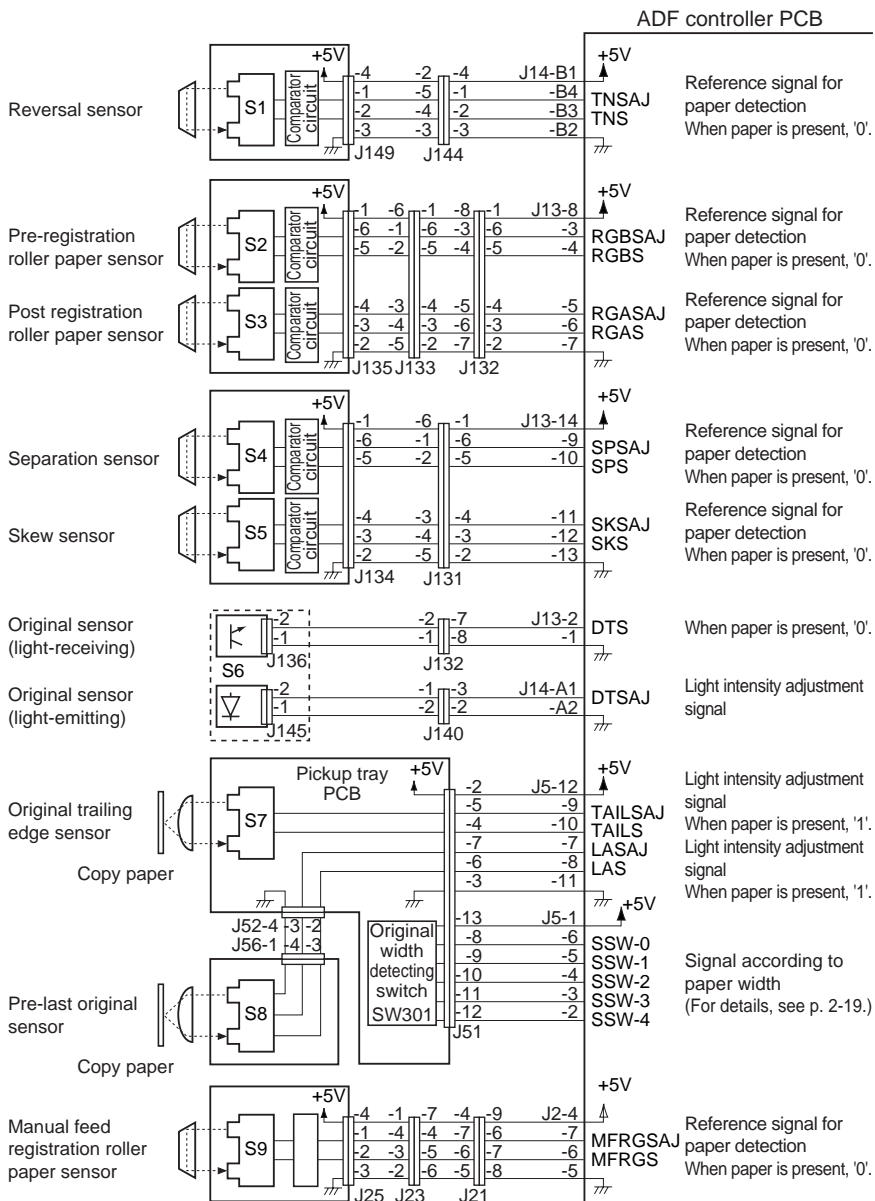 ADF controller PCB
+5V +5V
-4 -2 -4 J14-B1
Reversal sensor S1 Comparator circuit -1 -5 -1 -B4 TNSAJ
-2 -4 -2 -B3 TNS
-3 -3 -3 -B2
J149 J144
Reference signal for
paper detection
When paper is present, '0'.
+5V +5V
-1 -6 -1 -8 -1 J13-8
Pre-registration
roller paper sensor
S2 Comparator circuit
-6 -1 -6 -3 -6 -3 RGBSAJ
-5 -2 -5 -4 -5 -4 RGBS
Reference signal for
paper detection
When paper is present, '0'.
Post registration
roller paper sensor
S3 Comparator circuit
-4 -3 -4 -5 -4 -5 RGASAJ
-3 -4 -3 -6 -3 -6 RGAS
-2 -5 -2 -7 -2 -7
J135 J133 J132
Reference signal for
paper detection
When paper is present, '0'.
+5V +5V
-1 -6 -1 J13-14
Separation sensor S4 Comparator circuit
-6 -1 -6 -9 SPSAJ
-5 -2 -5 -10 SPS
Reference signal for
paper detection
When paper is present, '0'.
Skew sensor S5 Comparator circuit
-4 -3 -4 -11 SKSAJ
-3 -4 -3 -12 SKS
-2 -5 -2 -13
J134 J131
Reference signal for
paper detection
When paper is present, '0'.
Original sensor
(light-receiving)
-2 -2 -7 J13-2 DTS
-1 -1 -8 -1
J136 J132
When paper is present, '0'.
S6
Original sensor
(light-emitting)
-2 -1 -3 J14-A1 DTSAJ
-1 -2 -2 -A2
J145 J140
Light intensity adjustment
signal
Pickup tray
PCB
+5V +5V
-2 J5-12
Original trailing
edge sensor
S7
Copy paper
-5 -9 TAILSAJ
-4 -10 TAILS
-7 -7 LASAJ
-6 -8 LAS
-3 -11
Light intensity adjustment
signal
When paper is present, '1'.
Light intensity adjustment
signal
When paper is present, '1'.
J52-4 -3 -2
J56-1 -4 -3
+5V
Original
width
detecting
switch
SW301
-13 J5-1
-8 -6 SSW-0
-9 -5 SSW-1
-10 -4 SSW-2
-11 -3 SSW-3
-12 -2 SSW-4
J51
Signal according to
paper width
(For details, see p. 2-19.)
Pre-last original
sensor
S8
Copy paper
+5V +5V
-4 -1 -7 -4 -9 J2-4
Manual feed
registration roller
paper sensor
S9
-1 -4 -4 -7 -6 -7 MFRGSAJ
-2 -3 -5 -6 -7 -6 MFRGS
-3 -2 -6 -5 -8 -5
J25 J23 J21
Reference signal for
paper detection
When paper is present, '0'.